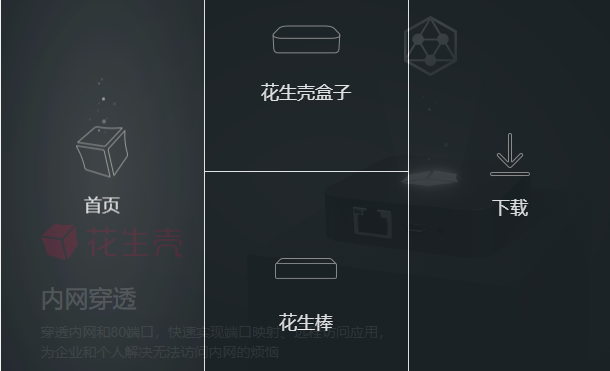 首页
花生壳盒子
花生棒
下载
花生壳
内网穿透
穿透内网和80端口，快速实现端口映射、远程访问应用，
为企业和个人解决无法访问内网的烦恼